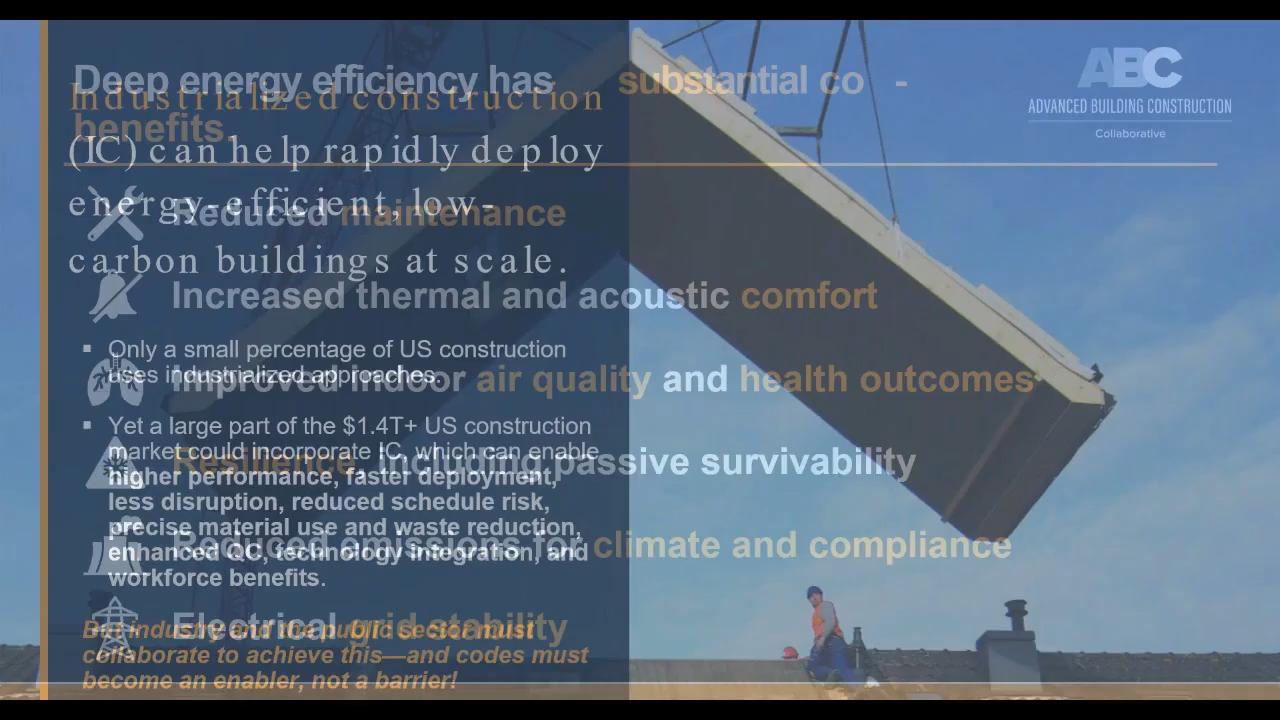 Deep energy efficiency has substantial co -
benefits.
ABC
ADVANCED BUILDING CONSTRUCTION
Collaborative
Reduced maintenance
Increased thermal and acoustic comfort
Improved indoor air quality and health outcomes
Resilience, including passive survivability
Reduced emissions for climate and compliance
Electrical grid stability
Industrialized construction
(IC) can help rapidly deploy
energy-efficient, low-
carbon buildings at scale.
▪ Only a small percentage of US construction
uses industrialized approaches.
▪ Yet a large part of the $1.4T+ US construction
market could incorporate IC, which can enable
higher performance, faster deployment,
less disruption, reduced schedule risk,
precise material use and waste reduction,
enhanced QC, technology integration, and
workforce benefits.
But industry and the public sector must
collaborate to achieve this—and codes must
become an enabler, not a barrier!